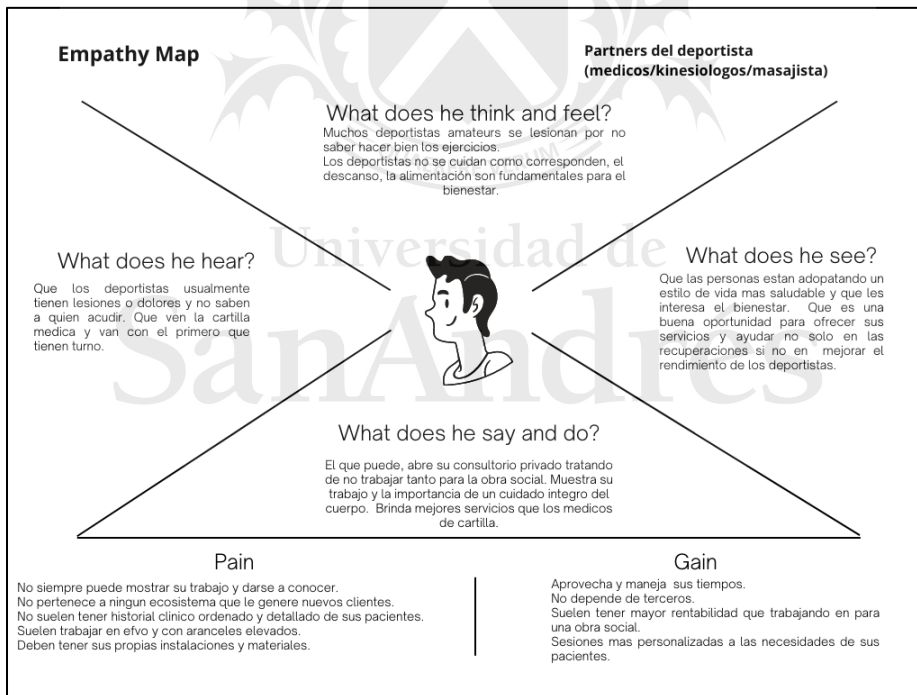 Empathy Map
Partners del deportista
(medicos/kinesiologos/masajista)
What does he think and feel?
Muchos deportistas amateurs se lesionan por no
saber hacer bien los ejercicios.
Los deportistas no se cuidan como corresponden, el
descanso, la alimentación son fundamentales para el
bienestar.
What does he hear?
Que los deportistas usualmente
tienen lesiones o dolores y no saben
a quien acudir. Que ven la cartilla
medica y van con el primero que
tienen turno.
What does he see?
Que las personas estan adopatando un
estilo de vida mas saludable y que les
interesa el bienestar. Que es una
buena oportunidad para ofrecer sus
servicios y ayudar no solo en las
recuperaciones si no en mejorar el
rendimiento de los deportistas.
Universidad de
SanAndrés
What does he say and do?
El que puede, abre su consultorio privado tratando
de no trabajar tanto para la obra social. Muestra su
trabajo y la importancia de un cuidado integro del
cuerpo. Brinda mejores servicios que los medicos
de cartilla.
Pain
No siempre puede mostrar su trabajo y darse a conocer.
No pertenece a ningun ecosistema que le genere nuevos clientes.
No suelen tener historial clinico ordenado y detallado de sus pacientes.
Suelen trabajar en efvo y con aranceles elevados.
Deben tener sus propias instalaciones y materiales.
Gain
Aprovecha y maneja sus tiempos.
No depende de terceros.
Suelen tener mayor rentabilidad que trabajando en para
una obra social.
Sesiones mas personalizadas a las necesidades de sus
pacientes.